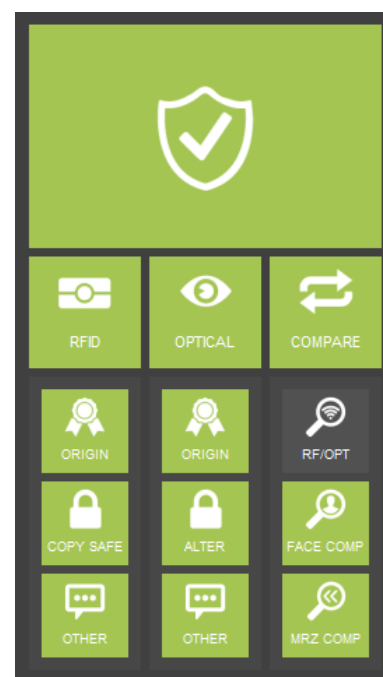 RFID OPTICAL COMPARE
ORIGIN ORIGIN RF/OPT
COPY SAFE ALTER FACE COMP
OTHER OTHER MRZ COMP